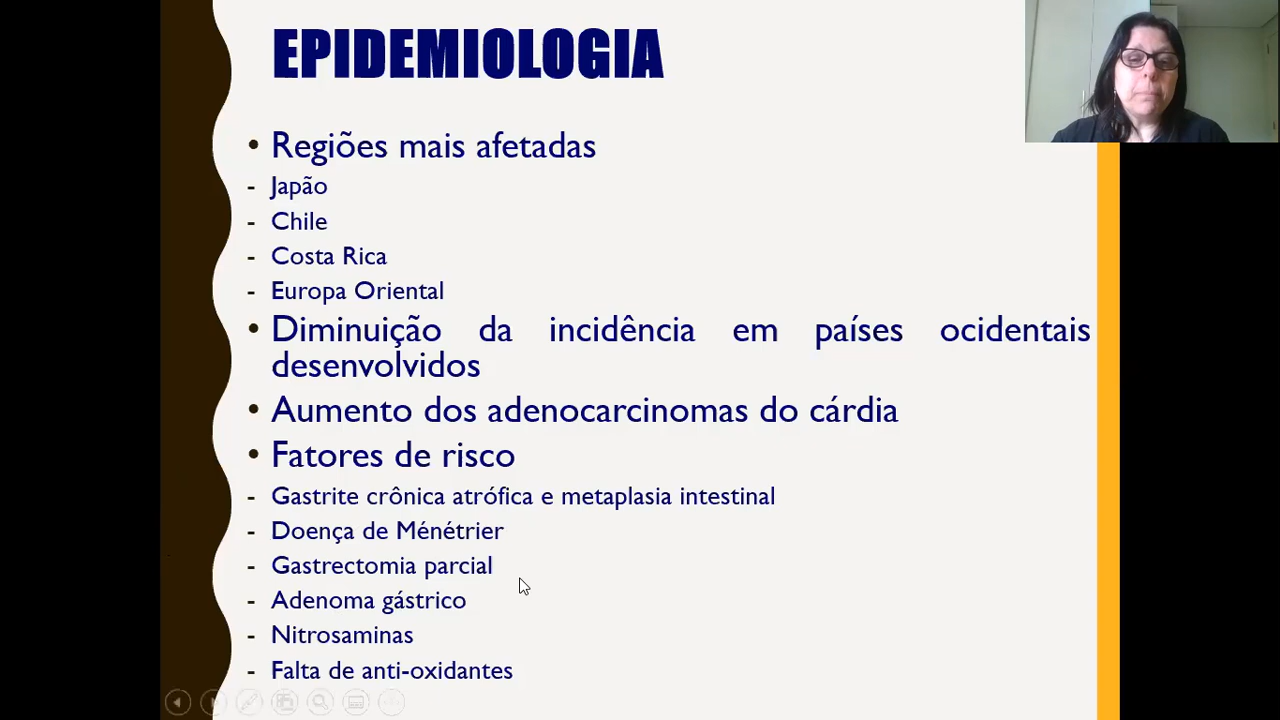 EPIDEMIOLOGIA
• Regiões mais afetadas
- Japão
- Chile
- Costa Rica
- Europa Oriental
• Diminuição da incidência em países ocidentais
desenvolvidos
• Aumento dos adenocarcinomas do cárdia
• Fatores de risco
- Gastrite crônica atrófica e metaplasia intestinal
- Doença de Ménétrier
- Gastrectomia parcial
- Adenoma gástrico
- Nitrosaminas
- Falta de anti-oxidantes